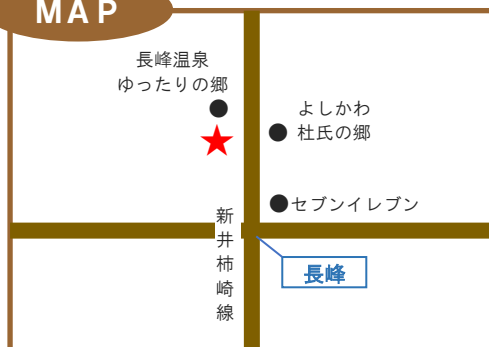 MAP
長峰温泉
ゆったりの郷
よしかわ
杜氏の郷
セブンイレブン
新井柿崎線
長峰